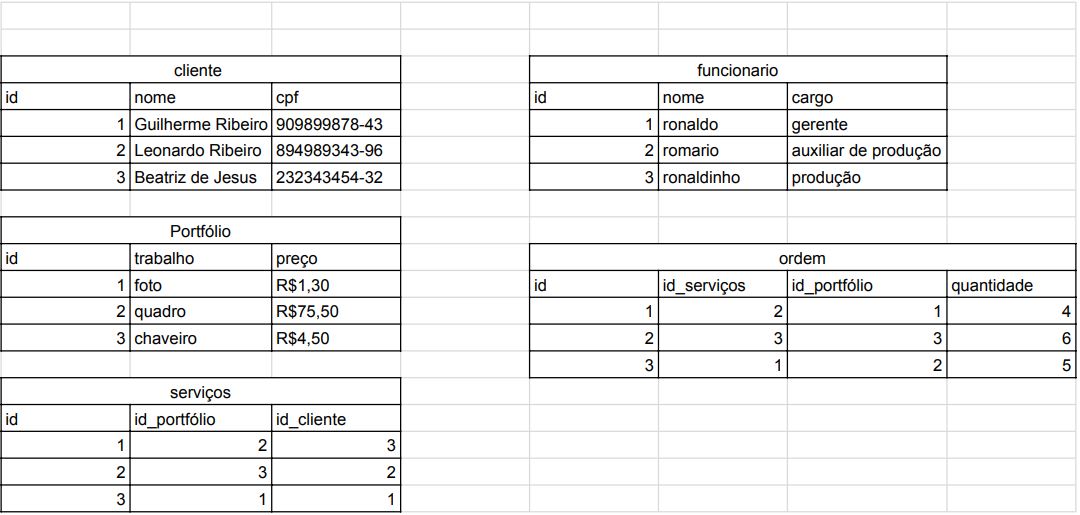 cliente
id nome cpf
1 Guilherme Ribeiro 909899878-43
2 Leonardo Ribeiro 894989343-96
3 Beatriz de Jesus 232343454-32
funcionario
id nome cargo
1 ronaldo gerente
2 romario auxiliar de produção
3 ronaldinho produção
Portfólio
id trabalho preço
1 foto R$1,30
2 quadro R$75,50
3 chaveiro R$4,50
ordem
id id_serviços id_portfólio quantidade
1 2 1 4
2 3 3 6
3 1 2 5
serviços
id id_portfólio id_cliente
1 2 3
2 3 2
3 1 1